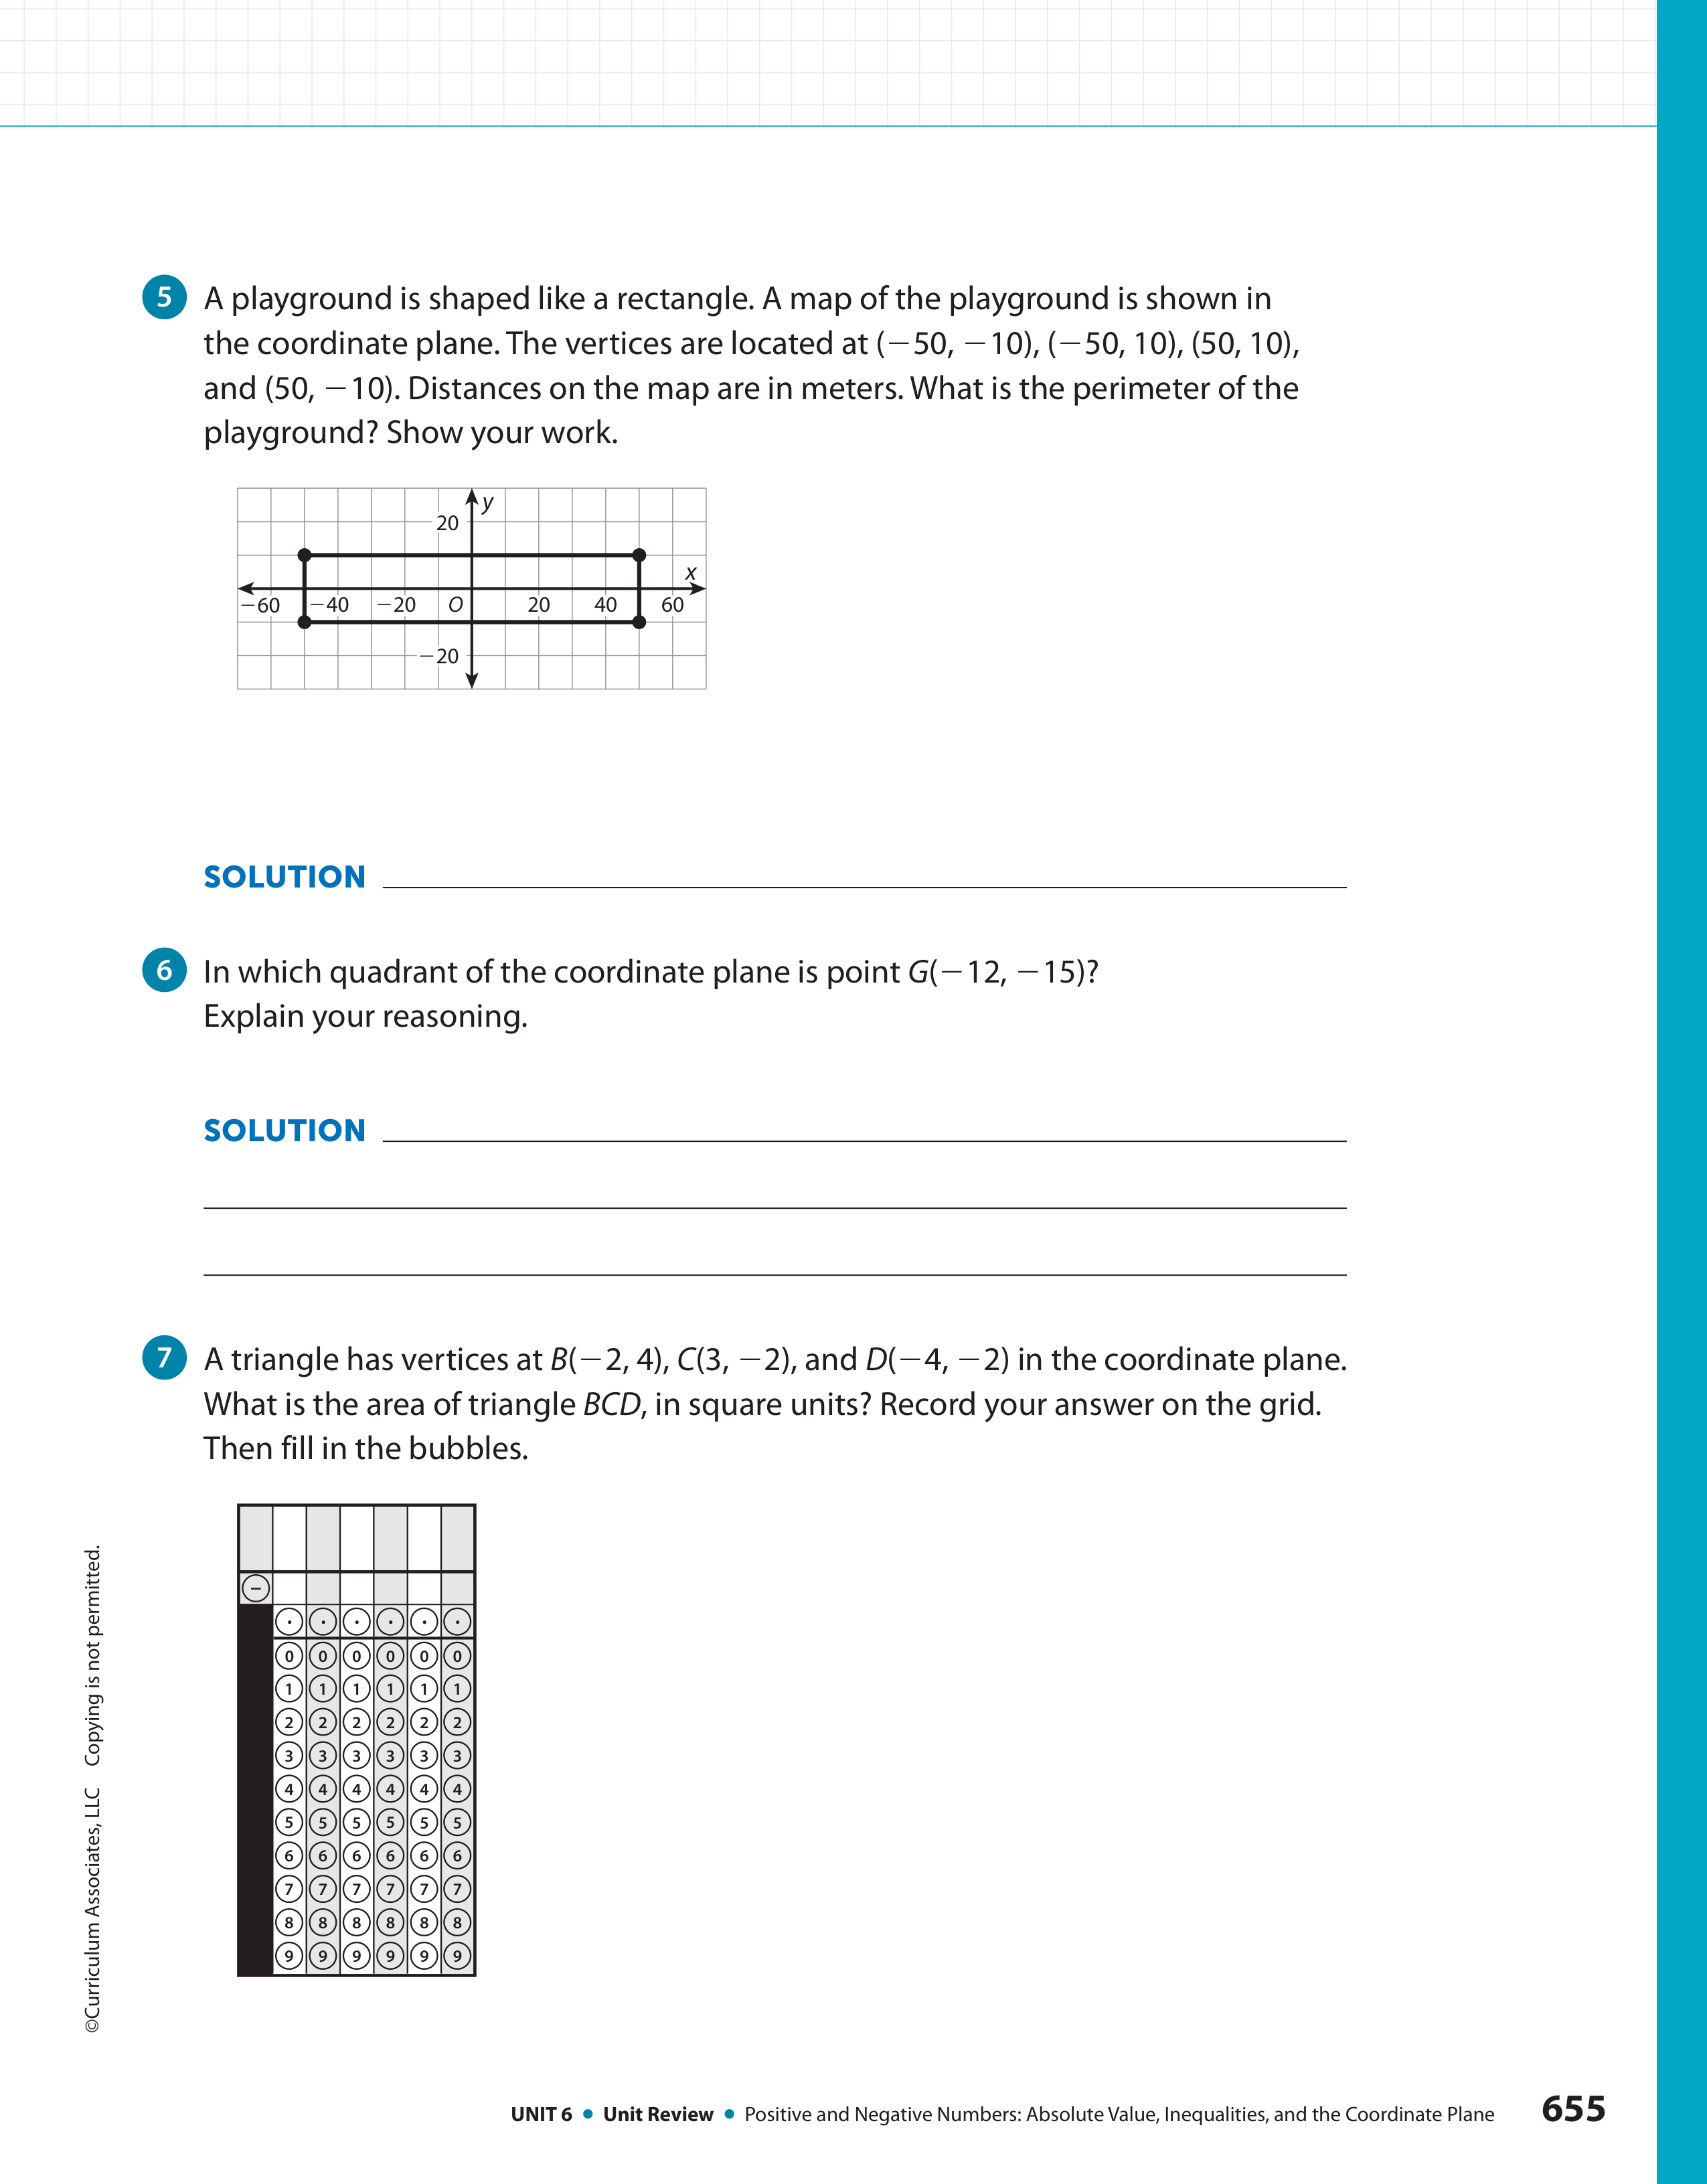 5 A playground is shaped like a rectangle. A map of the playground is shown in
the coordinate plane. The vertices are located at (−50, −10), (−50, 10), (50, 10),
and (50, −10). Distances on the map are in meters. What is the perimeter of the
playground? Show your work.
y
20
x
−60 −40 −20 O 20 40 60
−20
SOLUTION
6 In which quadrant of the coordinate plane is point G(−12, −15)?
Explain your reasoning.
SOLUTION
7 A triangle has vertices at B(−2, 4), C(3, −2), and D(−4, −2) in the coordinate plane.
What is the area of triangle BCD, in square units? Record your answer on the grid.
Then fill in the bubbles.
−
. . . . . .
0 0 0 0 0 0
1 1 1 1 1 1
2 2 2 2 2 2
3 3 3 3 3 3
4 4 4 4 4 4
5 5 5 5 5 5
6 6 6 6 6 6
7 7 7 7 7 7
8 8 8 8 8 8
9 9 9 9 9 9
©Curriculum Associates, LLC Copying is not permitted.
UNIT 6 • Unit Review • Positive and Negative Numbers: Absolute Value, Inequalities, and the Coordinate Plane 655